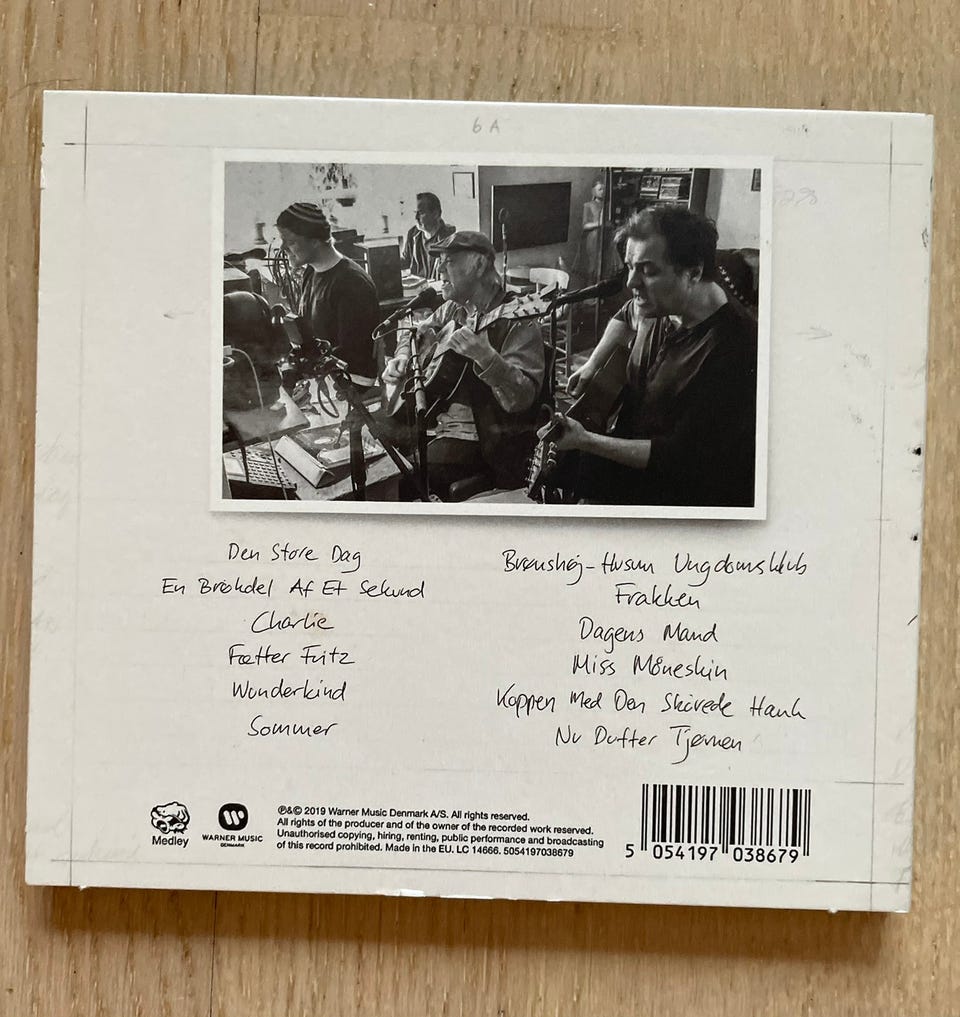 6 A
Den Store Dag
En Brøkdel Af Et Sekund
Charlie
Fætter Fritz
Wunderkind
Sommer
Brønshøj-Husum Ungdomsklub
Frakken
Dagens Mand
Miss Måneskin
Koppen Med Den Skårede Hank
Nu Dufter Tjørnen
Medley
WARNER MUSIC
DENMARK
℗&© 2019 Warner Music Denmark A/S. All rights reserved.
All rights of the producer and of the owner of the recorded work reserved.
Unauthorised copying, hiring, renting, public performance and broadcasting
of this record prohibited. Made in the EU. LC 14666. 5054197038679
5 054197 038679